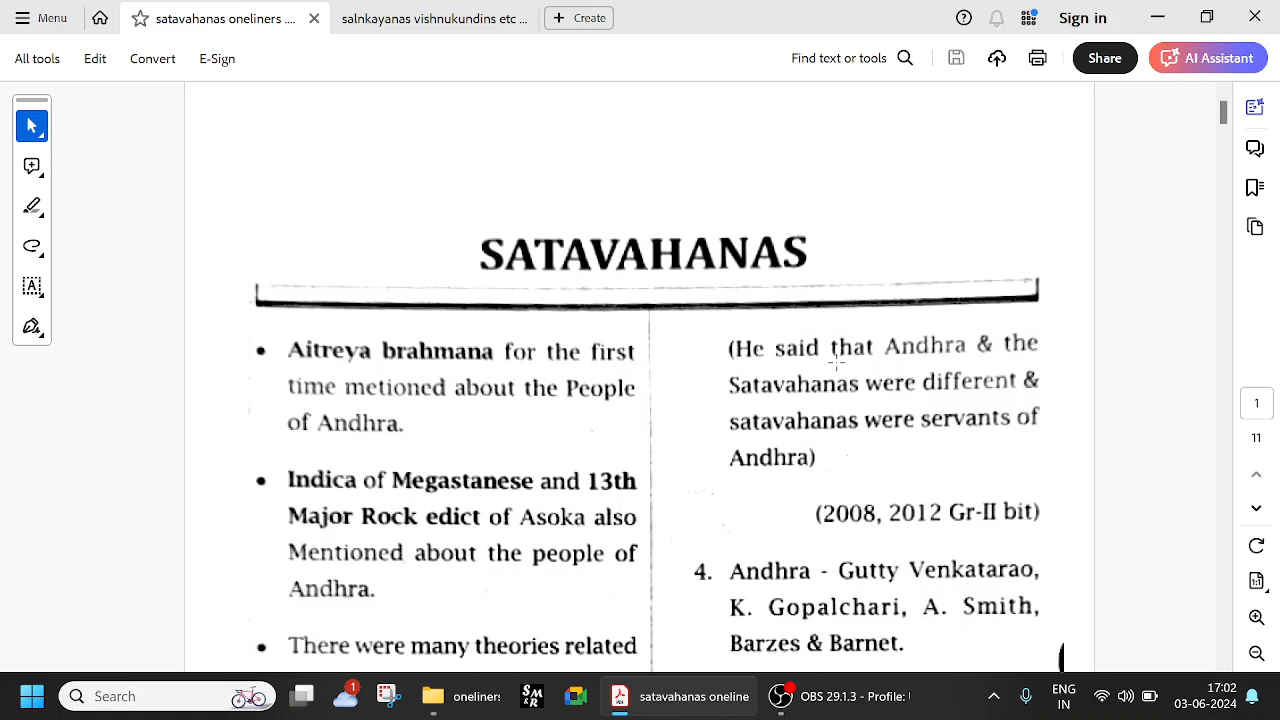 Menu
satavahanas oneliners ....
salnkayanas vishnukundins etc ...
Create
Sign in
All tools
Edit
Convert
E-Sign
Find text or tools
Share
AI Assistant
SATAVAHANAS
• Aitreya brahmana for the first
time metioned about the People
of Andhra.
• Indica of Megastanese and 13th
Major Rock edict of Asoka also
Mentioned about the people of
Andhra.
• There were many theories related
(He said that Andhra & the
Satavahanas were different &
satavahanas were servants of
Andhra)
(2008, 2012 Gr-II bit)
4. Andhra - Gutty Venkatarao,
K. Gopalchari, A. Smith,
Barzes & Barnet.
1
11
Search
1
oneliners
SM
&R
satavahanas oneline
OBS 29.1.3 - Profile:
ENG
IN
17:02
03-06-2024